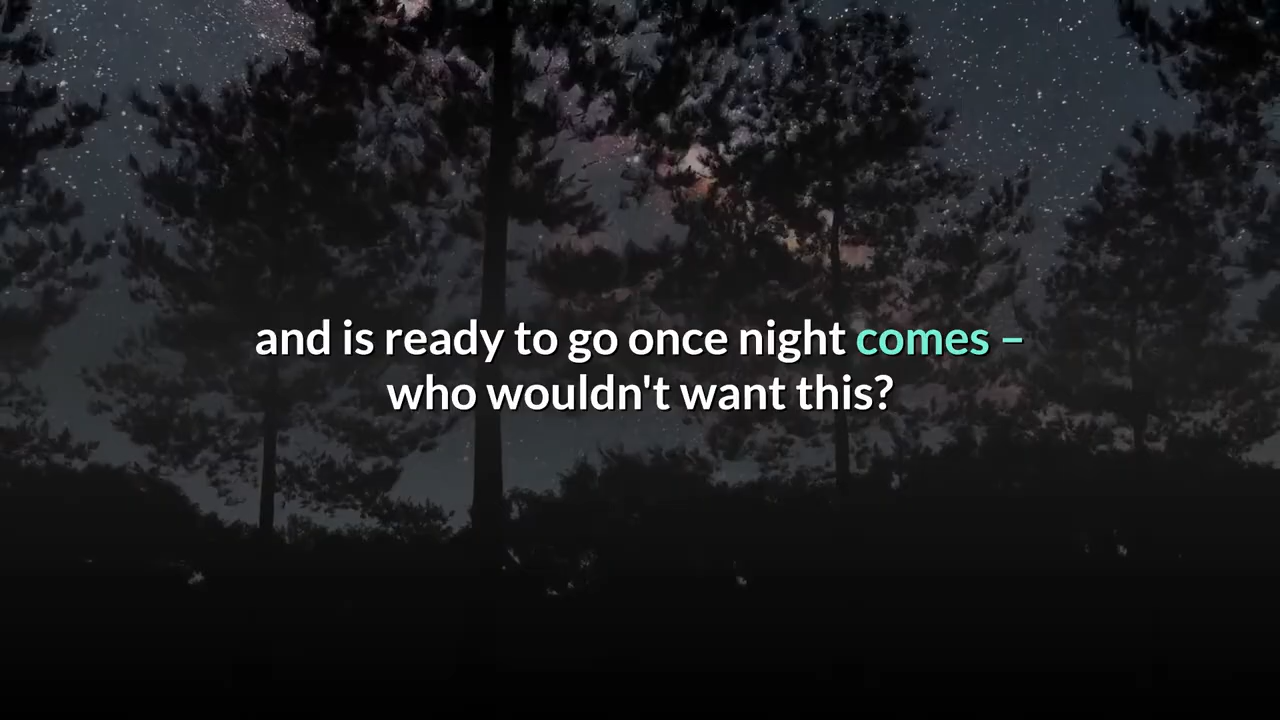 and is ready to go once night comes –
who wouldn't want this?